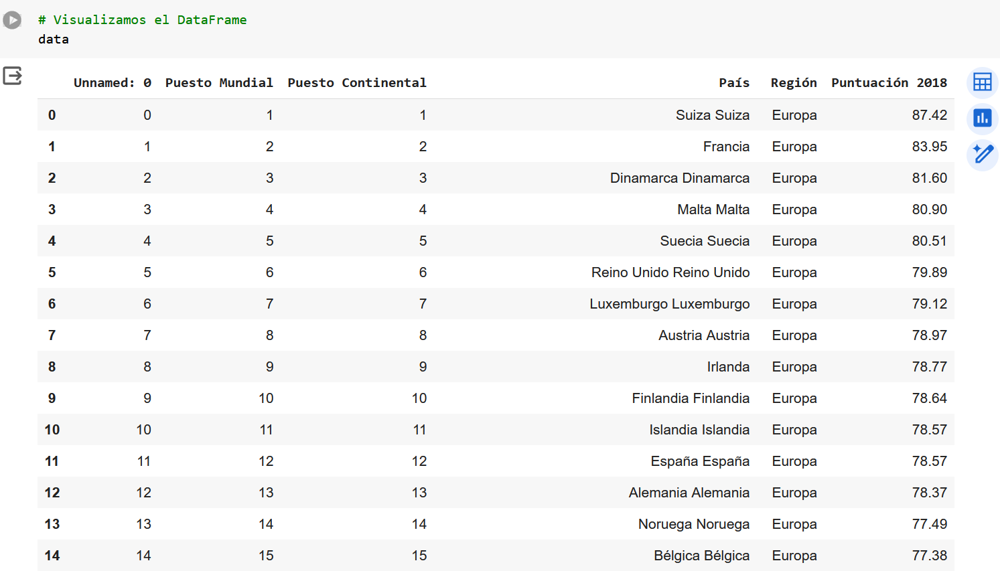 # Visualizamos el DataFrame
data
Unnamed: 0 Puesto Mundial Puesto Continental País Región Puntuación 2018
0 0 1 1 Suiza Suiza Europa 87.42
1 1 2 2 Francia Europa 83.95
2 2 3 3 Dinamarca Dinamarca Europa 81.60
3 3 4 4 Malta Malta Europa 80.90
4 4 5 5 Suecia Suecia Europa 80.51
5 5 6 6 Reino Unido Reino Unido Europa 79.89
6 6 7 7 Luxemburgo Luxemburgo Europa 79.12
7 7 8 8 Austria Austria Europa 78.97
8 8 9 9 Irlanda Europa 78.77
9 9 10 10 Finlandia Finlandia Europa 78.64
10 10 11 11 Islandia Islandia Europa 78.57
11 11 12 12 España España Europa 78.57
12 12 13 13 Alemania Alemania Europa 78.37
13 13 14 14 Noruega Noruega Europa 77.49
14 14 15 15 Bélgica Bélgica Europa 77.38